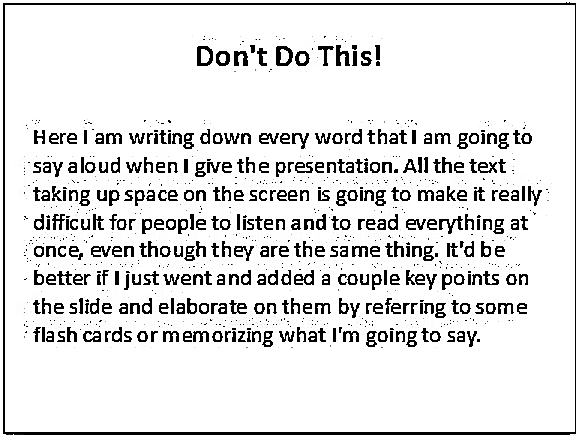 Don't Do This!
Here I am writing down every word that I am going to
say aloud when I give the presentation. All the text
taking up space on the screen is going to make it really
difficult for people to listen and to read everything at
once, even though they are the same thing. It'd be
better if I just went and added a couple key points on
the slide and elaborate on them by referring to some
flash cards or memorizing what I'm going to say.